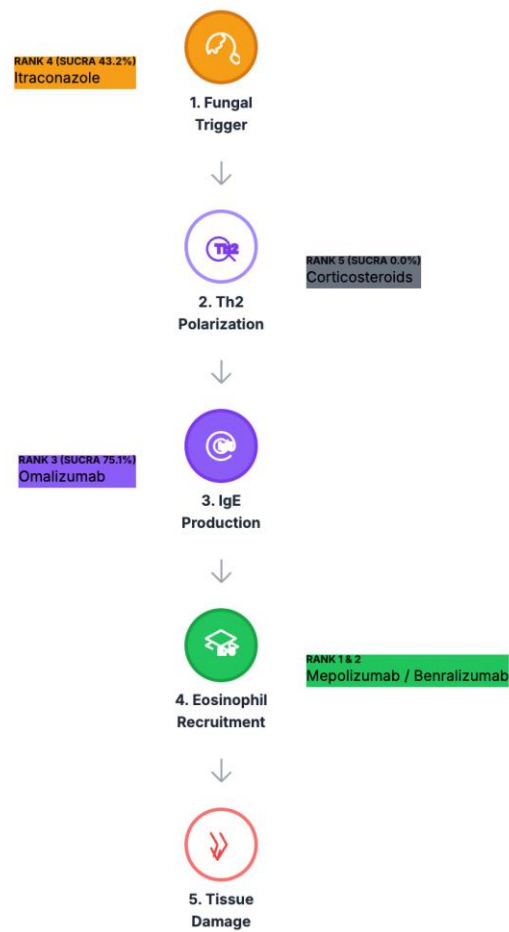 RANK 4 (SUCRA 43.2%)
Itraconazole
1. Fungal
Trigger
Th2
RANK 5 (SUCRA 0.0%)
Corticosteroids
2. Th2
Polarization
RANK 3 (SUCRA 75.1%)
Omalizumab
3. IgE
Production
RANK 1 & 2
Mepolizumab / Benralizumab
4. Eosinophil
Recruitment
5. Tissue
Damage